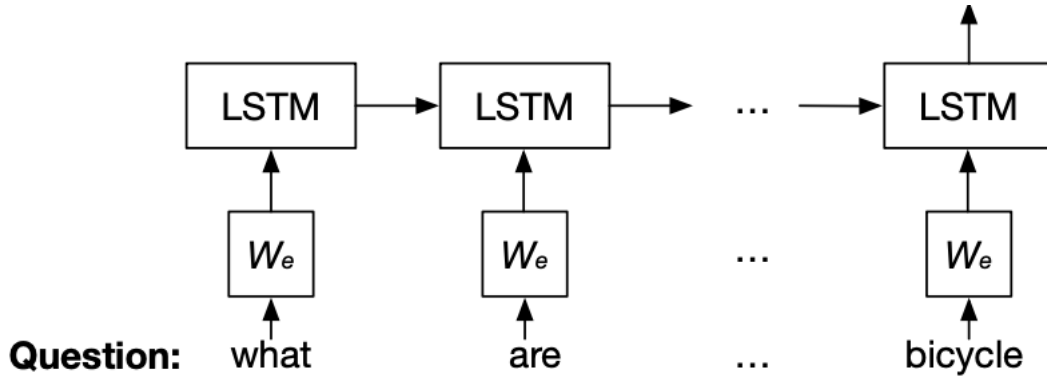 LSTM LSTM ... LSTM
We We ... We
Question: what are ... bicycle